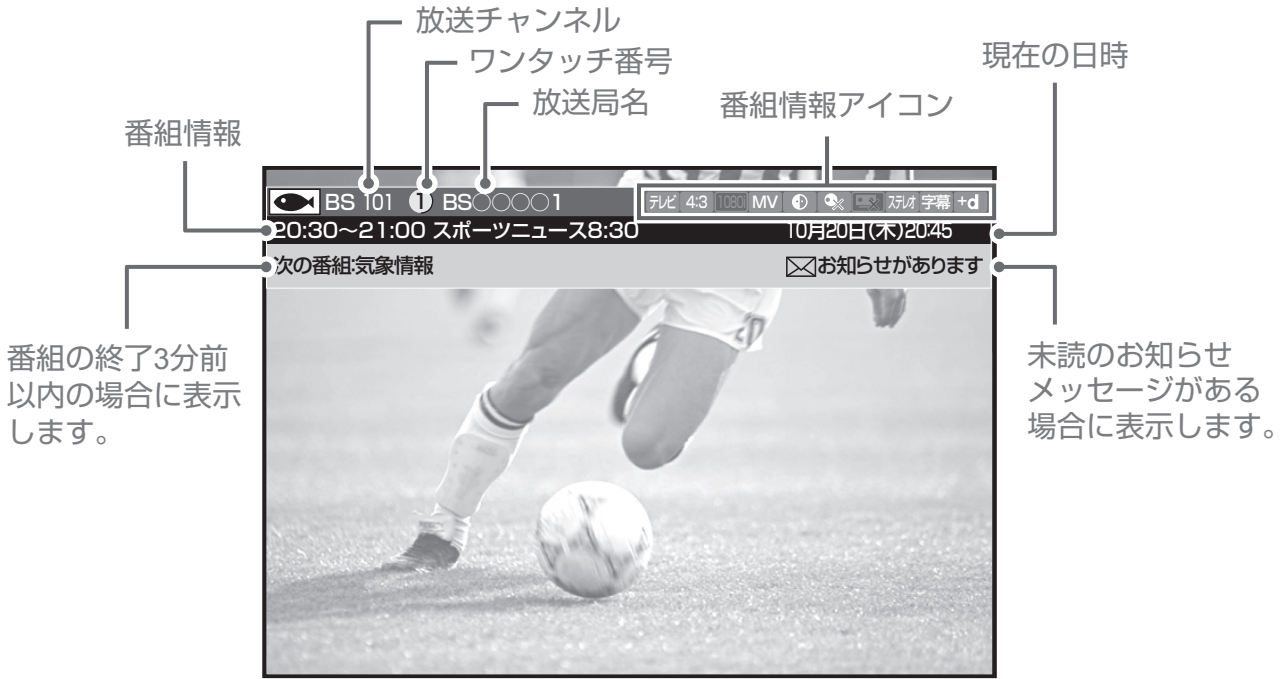 放送チャンネル
ワンタッチ番号
放送局名
番組情報アイコン
現在の日時
番組情報
BS 101 1 BS○○○○1
テレビ 4:3 1080i MV ステレオ 字幕 +d
20:30～21:00 スポーツニュース8:30 10月20日(木)20:45
次の番組:気象情報 お知らせがあります
番組の終了3分前
以内の場合に表示
します。
未読のお知らせ
メッセージがある
場合に表示します。
20